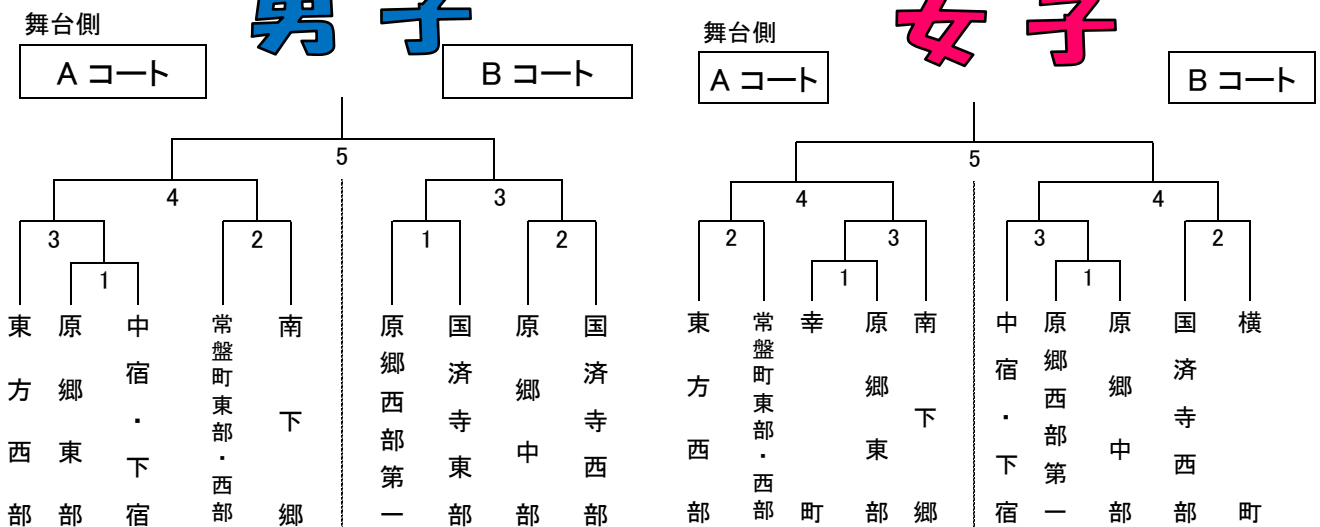 男子
舞台側
A コート
B コート
5
4
3
3
2
1
2
1
東方西部
原郷東部
中宿・下宿
常盤町東部・西部
南下郷
原郷西部第一
国済寺東部
原郷中部
国済寺西部
女子
舞台側
A コート
B コート
5
4
4
2
3
3
2
1
1
東方西部
常盤町東部・西部
幸町
原郷東部
南下郷
中宿・下宿
原郷西部第一
原郷中部
国済寺西部
横町